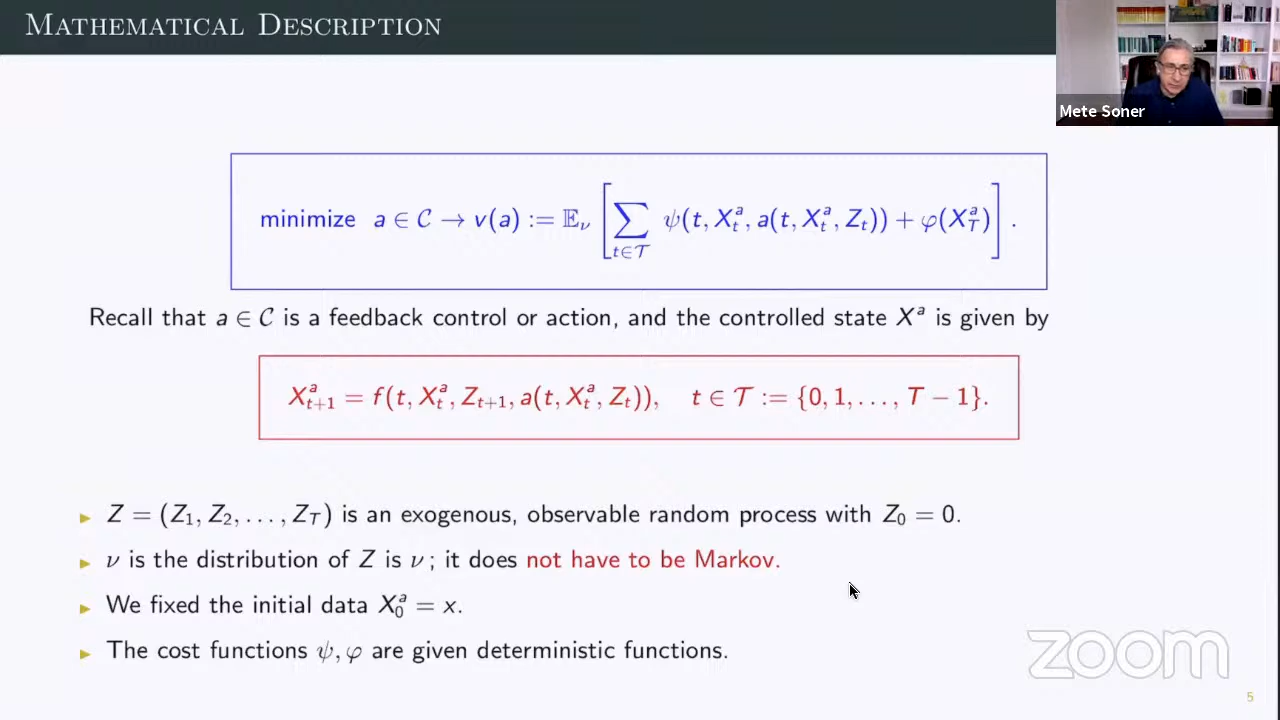 MATHEMATICAL DESCRIPTION
Mete Soner
minimize a ∈ 𝒞 → v(a) := 𝔼_ν [ ∑_{t∈𝒯} ψ(t, X_t^a, a(t, X_t^a, Z_t)) + φ(X_T^a) ] .
Recall that a ∈ 𝒞 is a feedback control or action, and the controlled state X^a is given by
X_{t+1}^a = f(t, X_t^a, Z_{t+1}, a(t, X_t^a, Z_t)), t ∈ 𝒯 := {0, 1, . . . , T − 1}.
▶ Z = (Z_1, Z_2, . . . , Z_T) is an exogenous, observable random process with Z_0 = 0.
▶ ν is the distribution of Z is ν ; it does not have to be Markov.
▶ We fixed the initial data X_0^a = x.
▶ The cost functions ψ, φ are given deterministic functions.
zoom
5